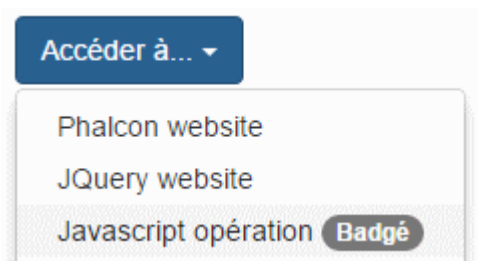 Accéder à...
Phalcon website
JQuery website
Javascript opération Badgé